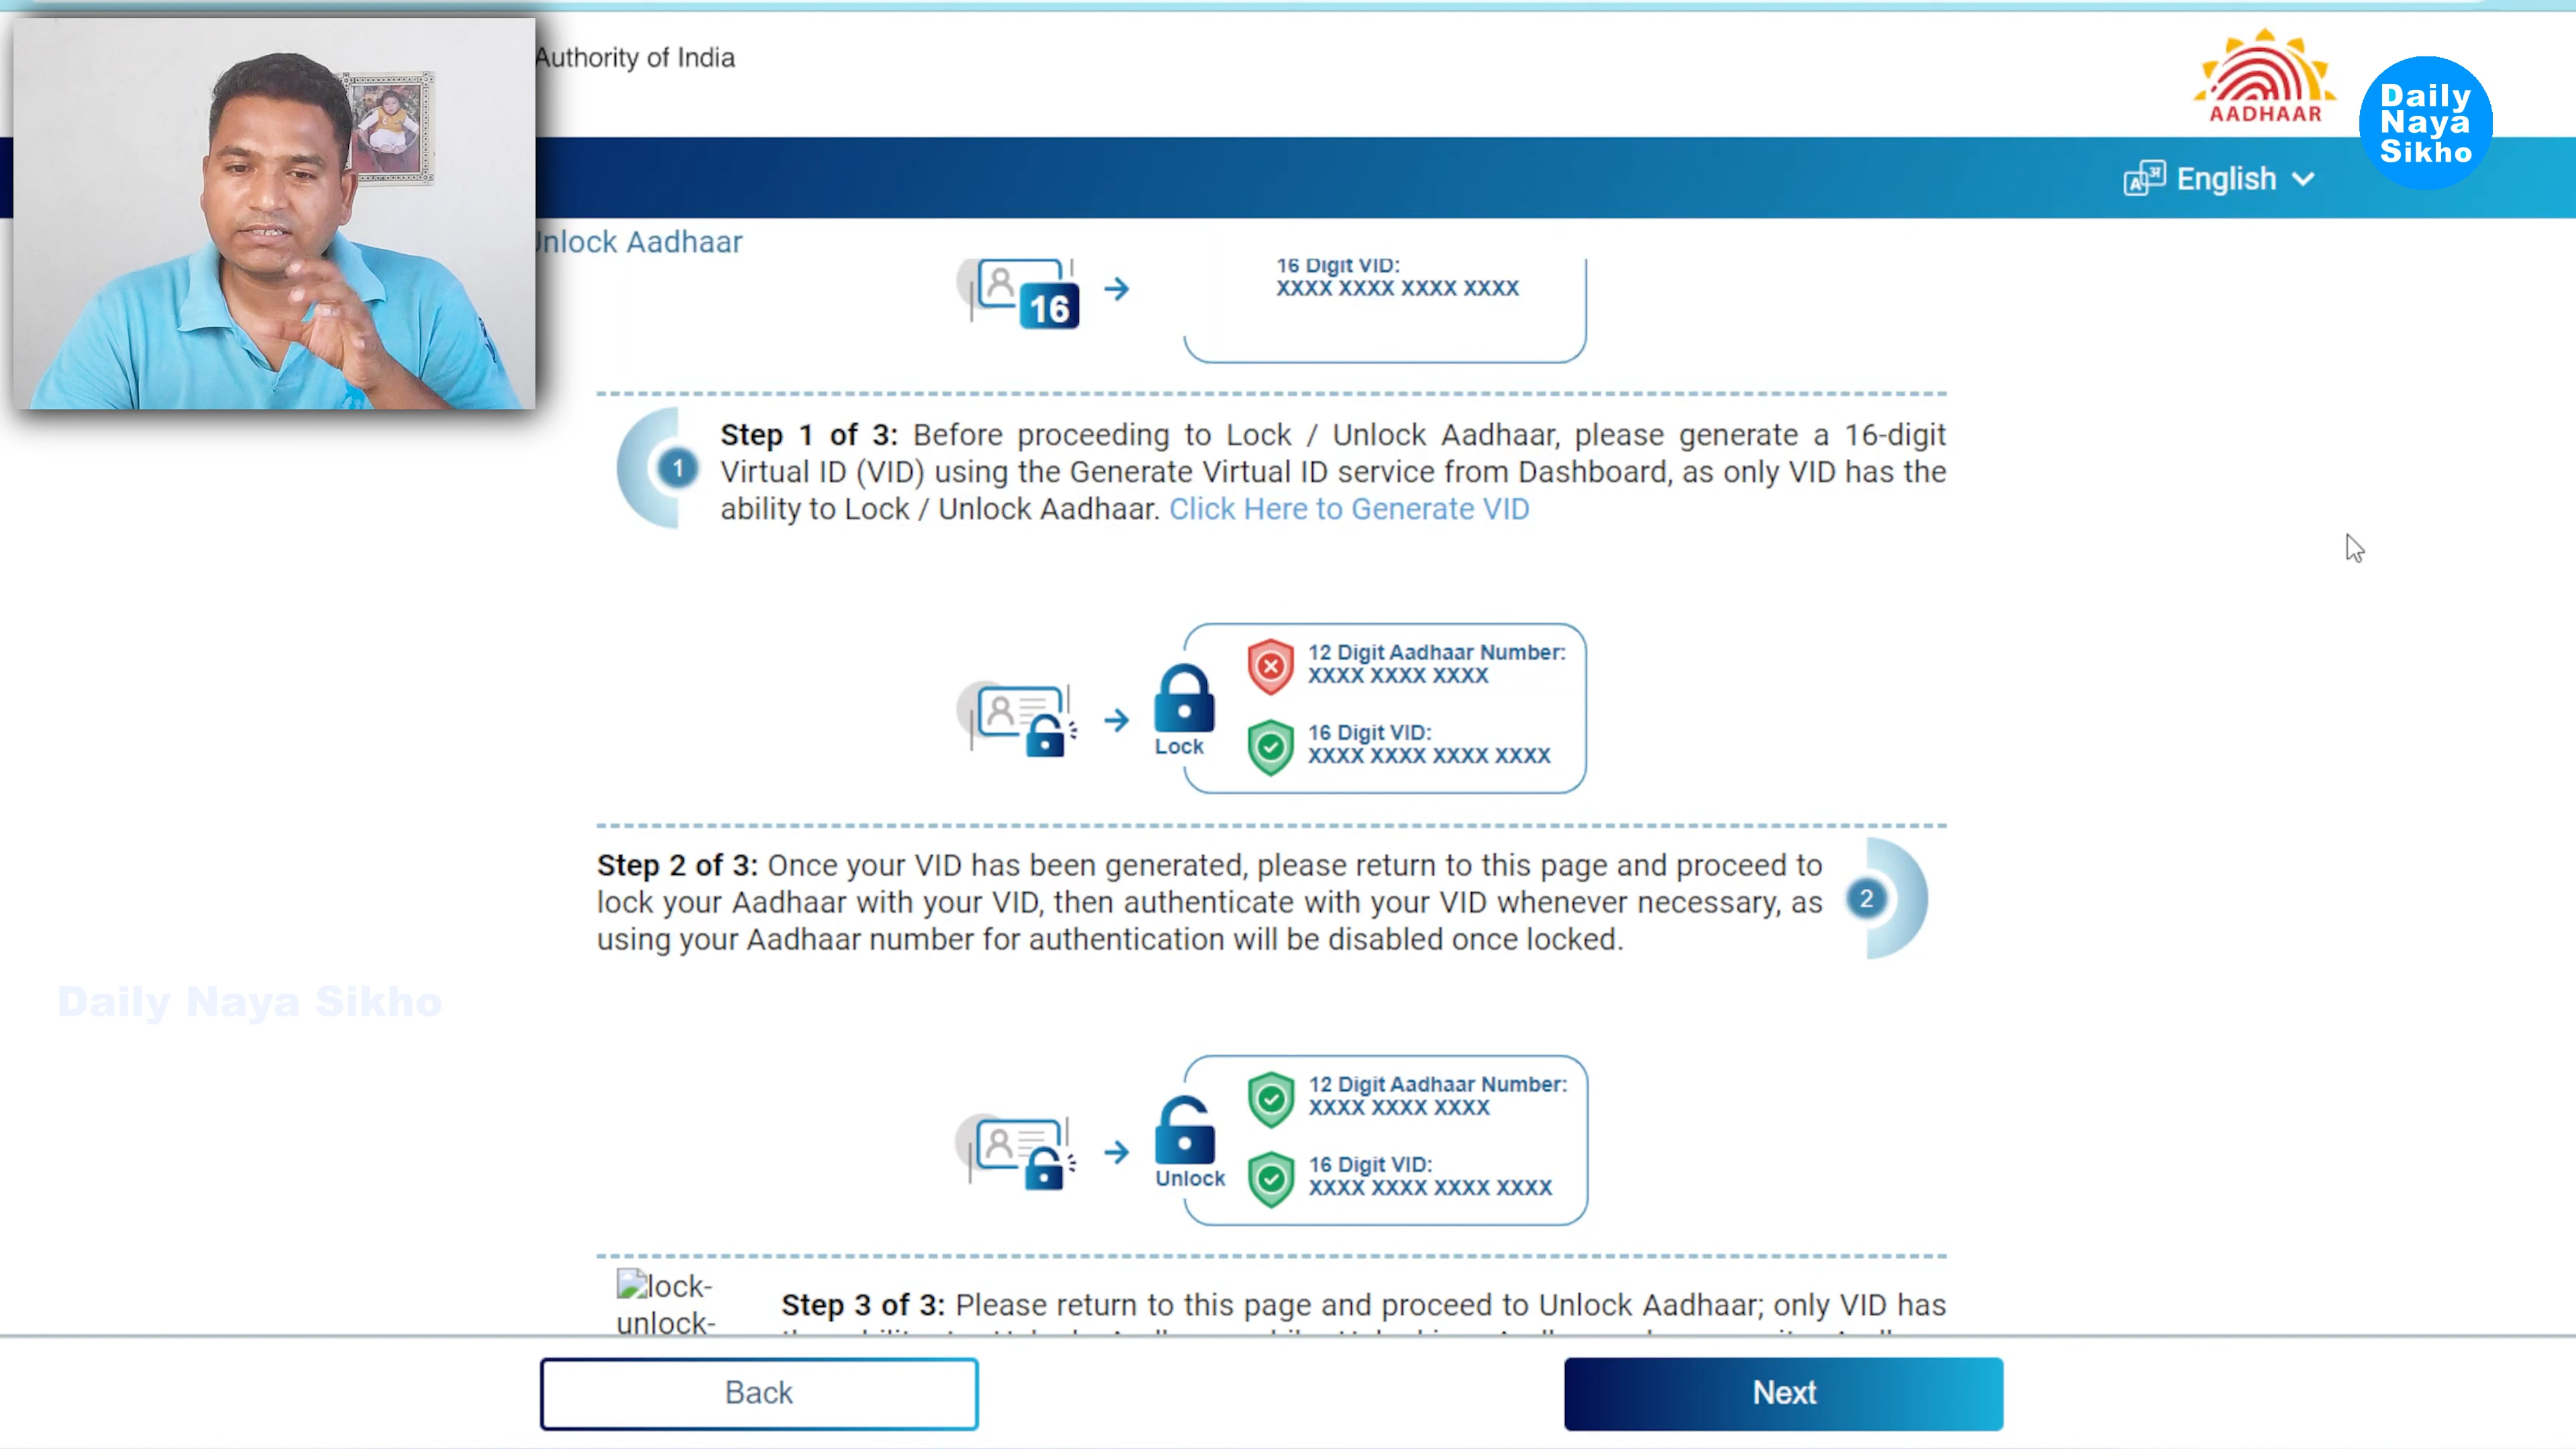 Authority of India
AADHAAR
Daily
Naya
Sikho
English
Unlock Aadhaar
16 Digit VID:
XXXX XXXX XXXX XXXX
16
Step 1 of 3: Before proceeding to Lock / Unlock Aadhaar, please generate a 16-digit
1
Virtual ID (VID) using the Generate Virtual ID service from Dashboard, as only VID has the
ability to Lock / Unlock Aadhaar. Click Here to Generate VID
12 Digit Aadhaar Number:
XXXX XXXX XXXX
Lock
16 Digit VID:
XXXX XXXX XXXX XXXX
Step 2 of 3: Once your VID has been generated, please return to this page and proceed to
lock your Aadhaar with your VID, then authenticate with your VID whenever necessary, as
2
using your Aadhaar number for authentication will be disabled once locked.
Daily Naya Sikho
12 Digit Aadhaar Number:
XXXX XXXX XXXX
Unlock
16 Digit VID:
XXXX XXXX XXXX XXXX
lock-
unlock-
Step 3 of 3: Please return to this page and proceed to Unlock Aadhaar; only VID has
Back
Next